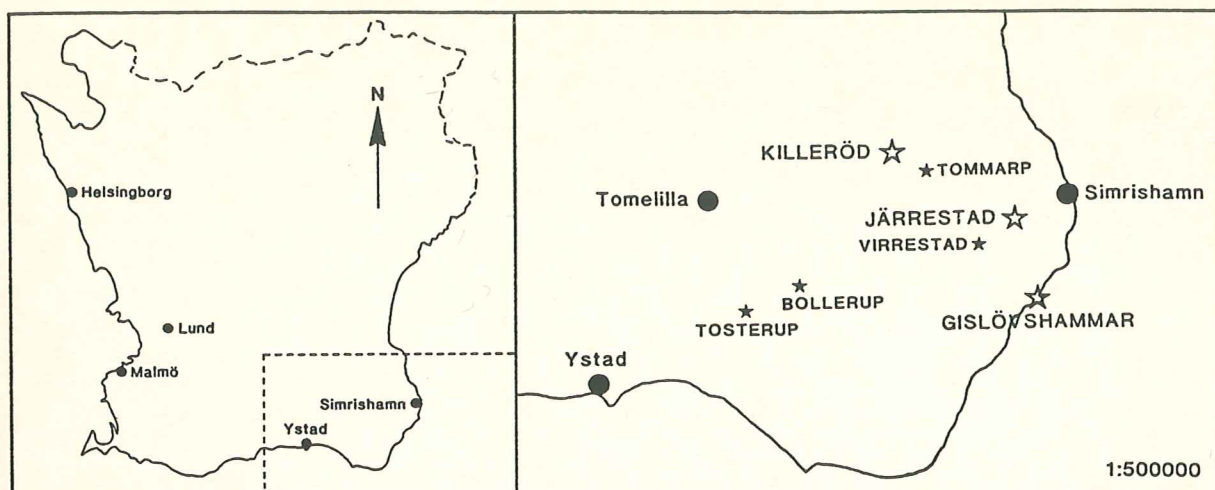 N
Helsingborg
Lund
Malmö
Simrishamn
Ystad
KILLERÖD
TOMMARP
Tomelilla
Simrishamn
JÄRRESTAD
VIRRESTAD
BOLLERUP
TOSTERUP
GISLÖVSHAMMAR
Ystad
1:500000